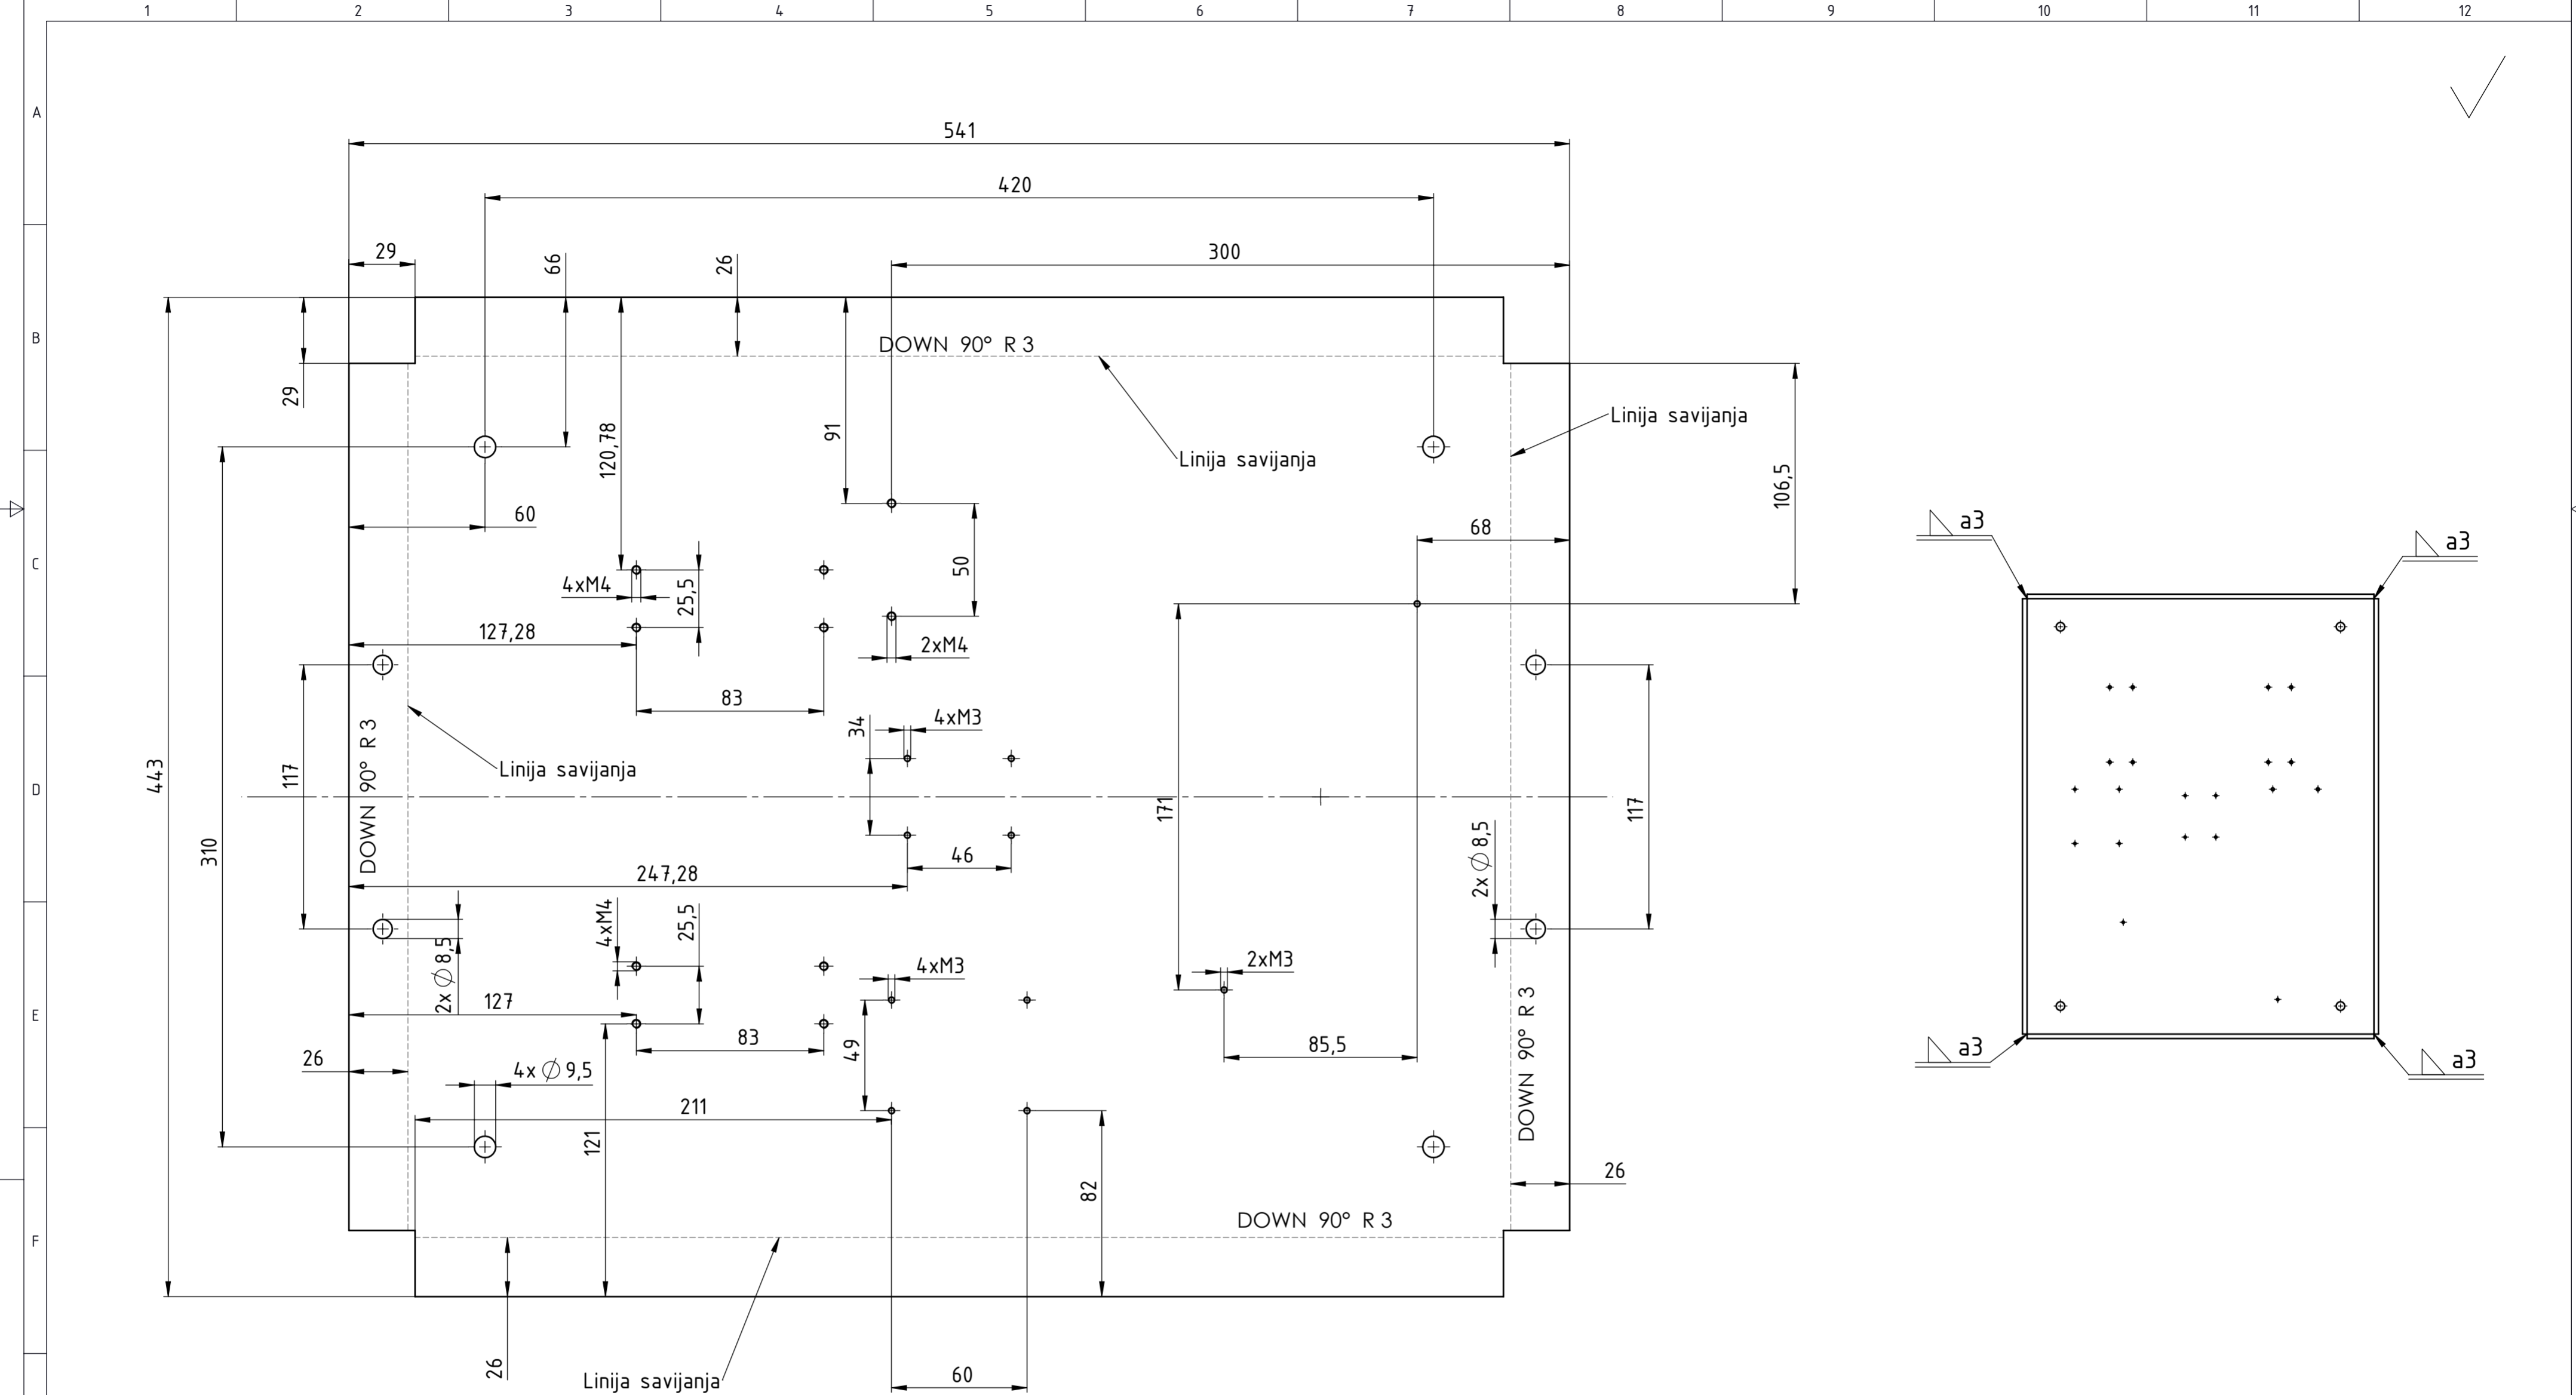 1 2 3 4 5 6 7 8 9 10 11 12
A
541
420
29
66
26
300
B
DOWN 90° R 3
29
120,78
91
Linija savijanja
Linija savijanja
106,5
60
68
a3
a3
C
4xM4
25,5
50
127,28
2xM4
83
34
4xM3
443
117
DOWN 90° R 3
Linija savijanja
D
310
171
117
46
2x Ø 8,5
247,28
4xM4
25,5
2x Ø 8,5
4xM3
2xM3
127
E
83
49
85,5
DOWN 90° R 3
a3
a3
26
4x Ø 9,5
211
121
82
26
DOWN 90° R 3
F
26
Linija savijanja
60